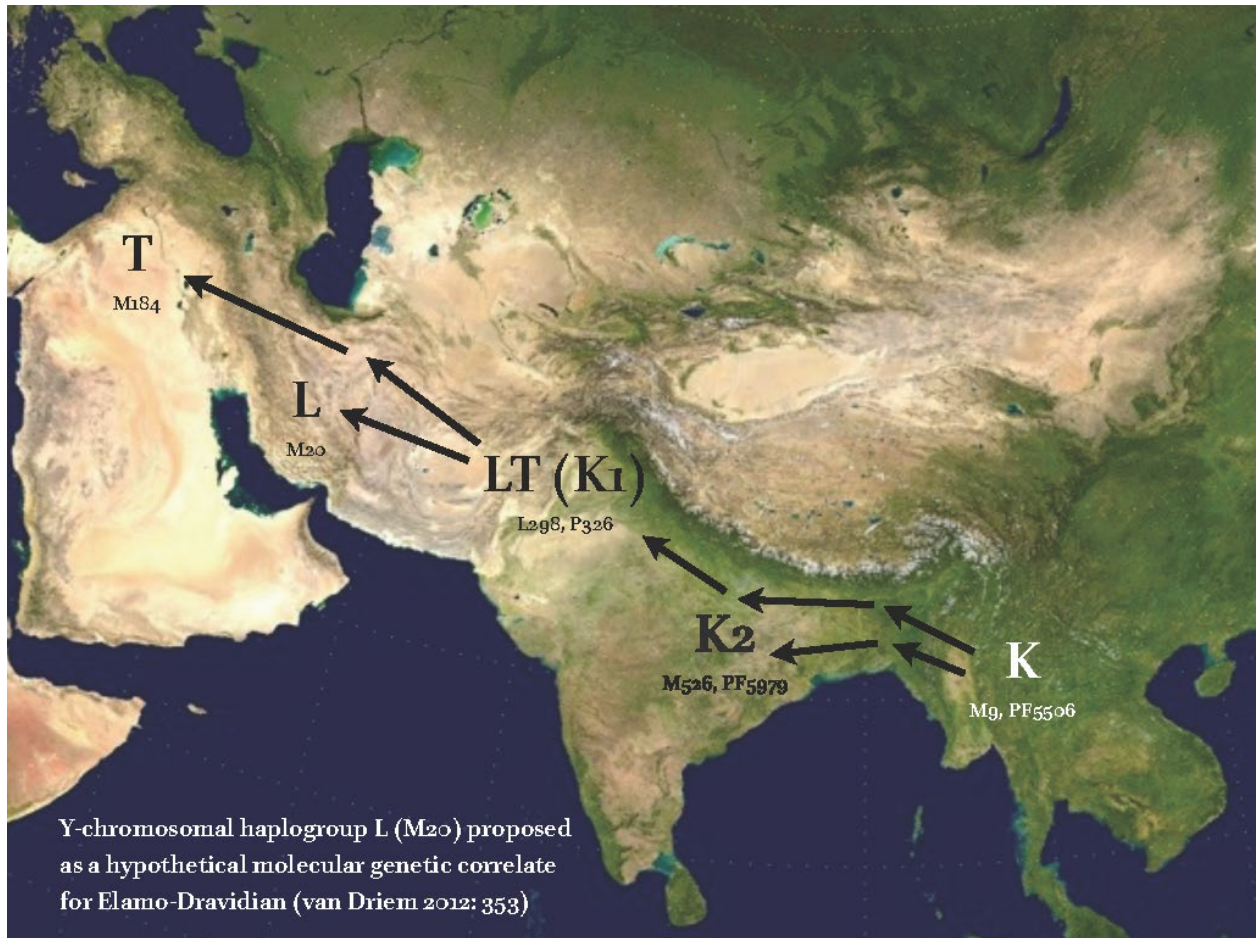 T
M184
L
M20
LT (K1)
L298, P326
K2
M526, PF5979
K
M9, PF5506
Y-chromosomal haplogroup L (M20) proposed
as a hypothetical molecular genetic correlate
for Elamo-Dravidian (van Driem 2012: 353)